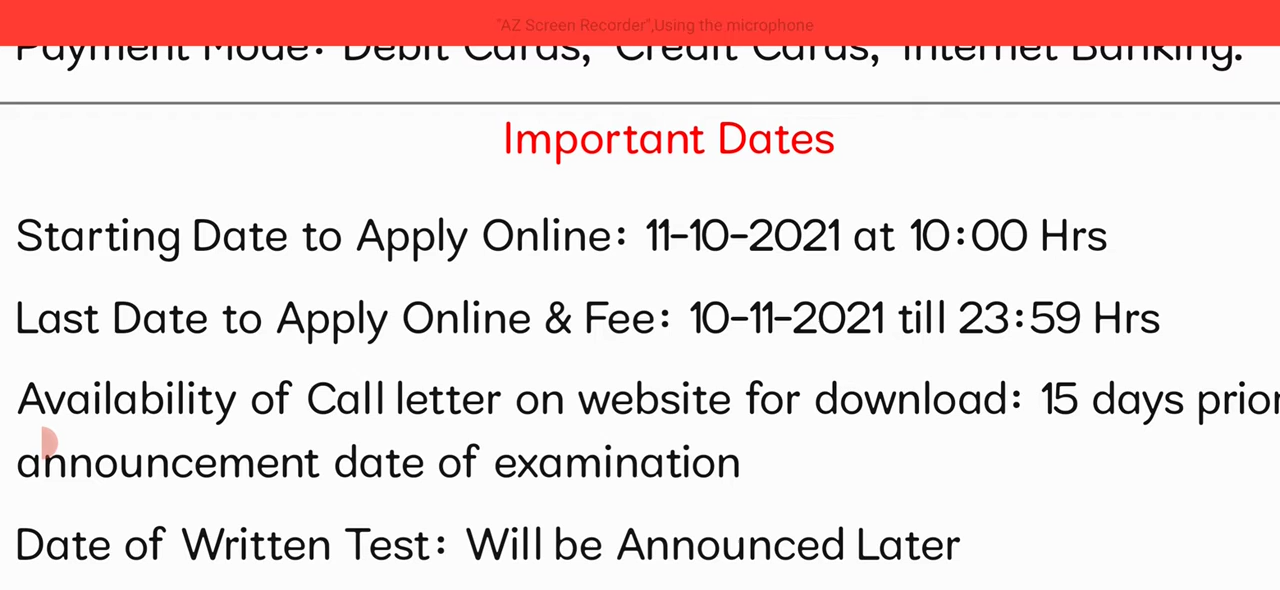 "AZ Screen Recorder",Using the microphone
Payment Mode: Debit Cards, Credit Cards, Internet Banking.
Important Dates
Starting Date to Apply Online: 11-10-2021 at 10:00 Hrs
Last Date to Apply Online & Fee: 10-11-2021 till 23:59 Hrs
Availability of Call letter on website for download: 15 days prior
announcement date of examination
Date of Written Test: Will be Announced Later